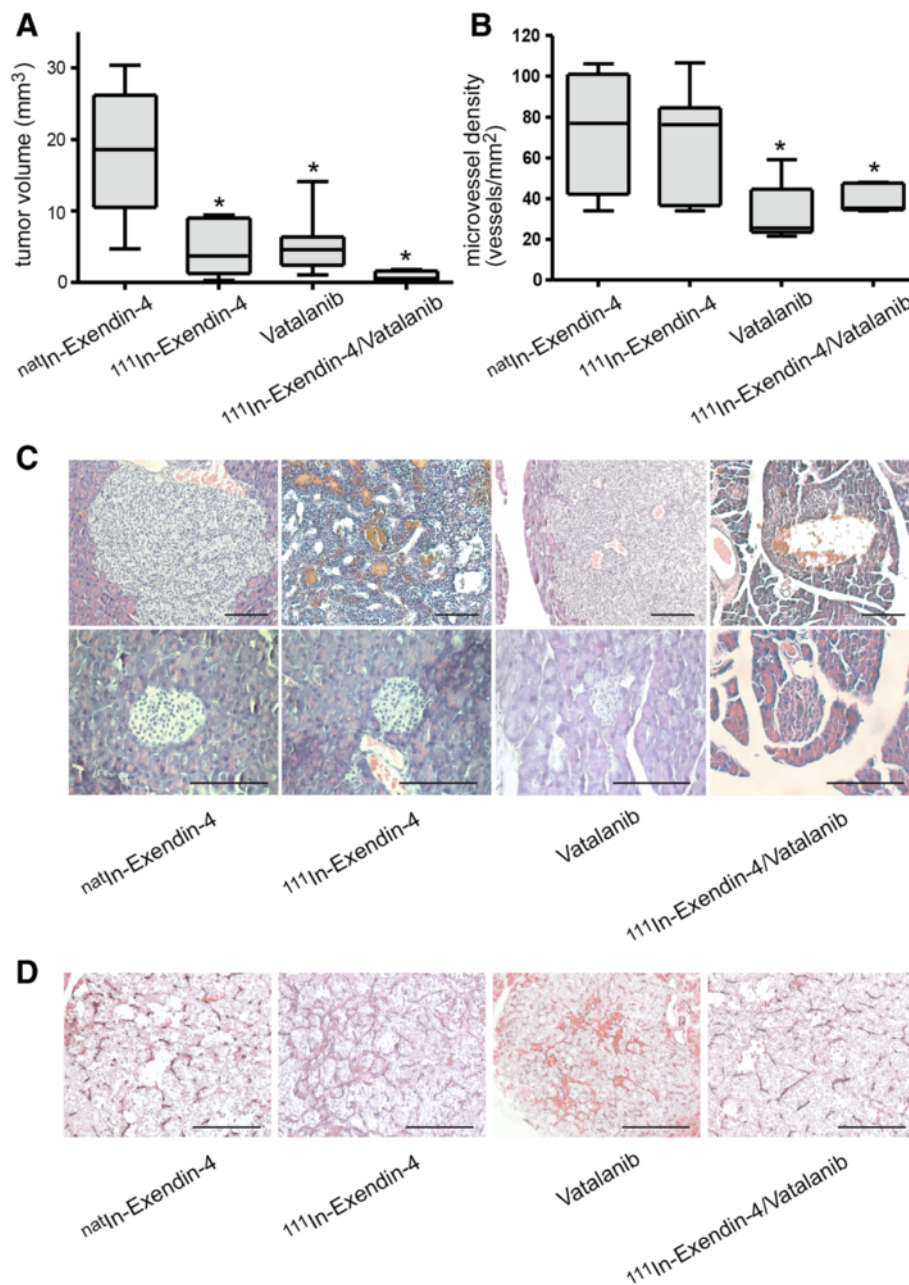 A
tumor volume (mm³)
30
20
10
0
*
*
*
ⁿᵃᵗIn-Exendin-4
¹¹¹In-Exendin-4
Vatalanib
¹¹¹In-Exendin-4/Vatalanib
B
microvessel density
(vessels/mm²)
120
100
80
60
40
20
0
*
*
ⁿᵃᵗIn-Exendin-4
¹¹¹In-Exendin-4
Vatalanib
¹¹¹In-Exendin-4/Vatalanib
C
ⁿᵃᵗIn-Exendin-4
¹¹¹In-Exendin-4
Vatalanib
¹¹¹In-Exendin-4/Vatalanib
D
ⁿᵃᵗIn-Exendin-4
¹¹¹In-Exendin-4
Vatalanib
¹¹¹In-Exendin-4/Vatalanib